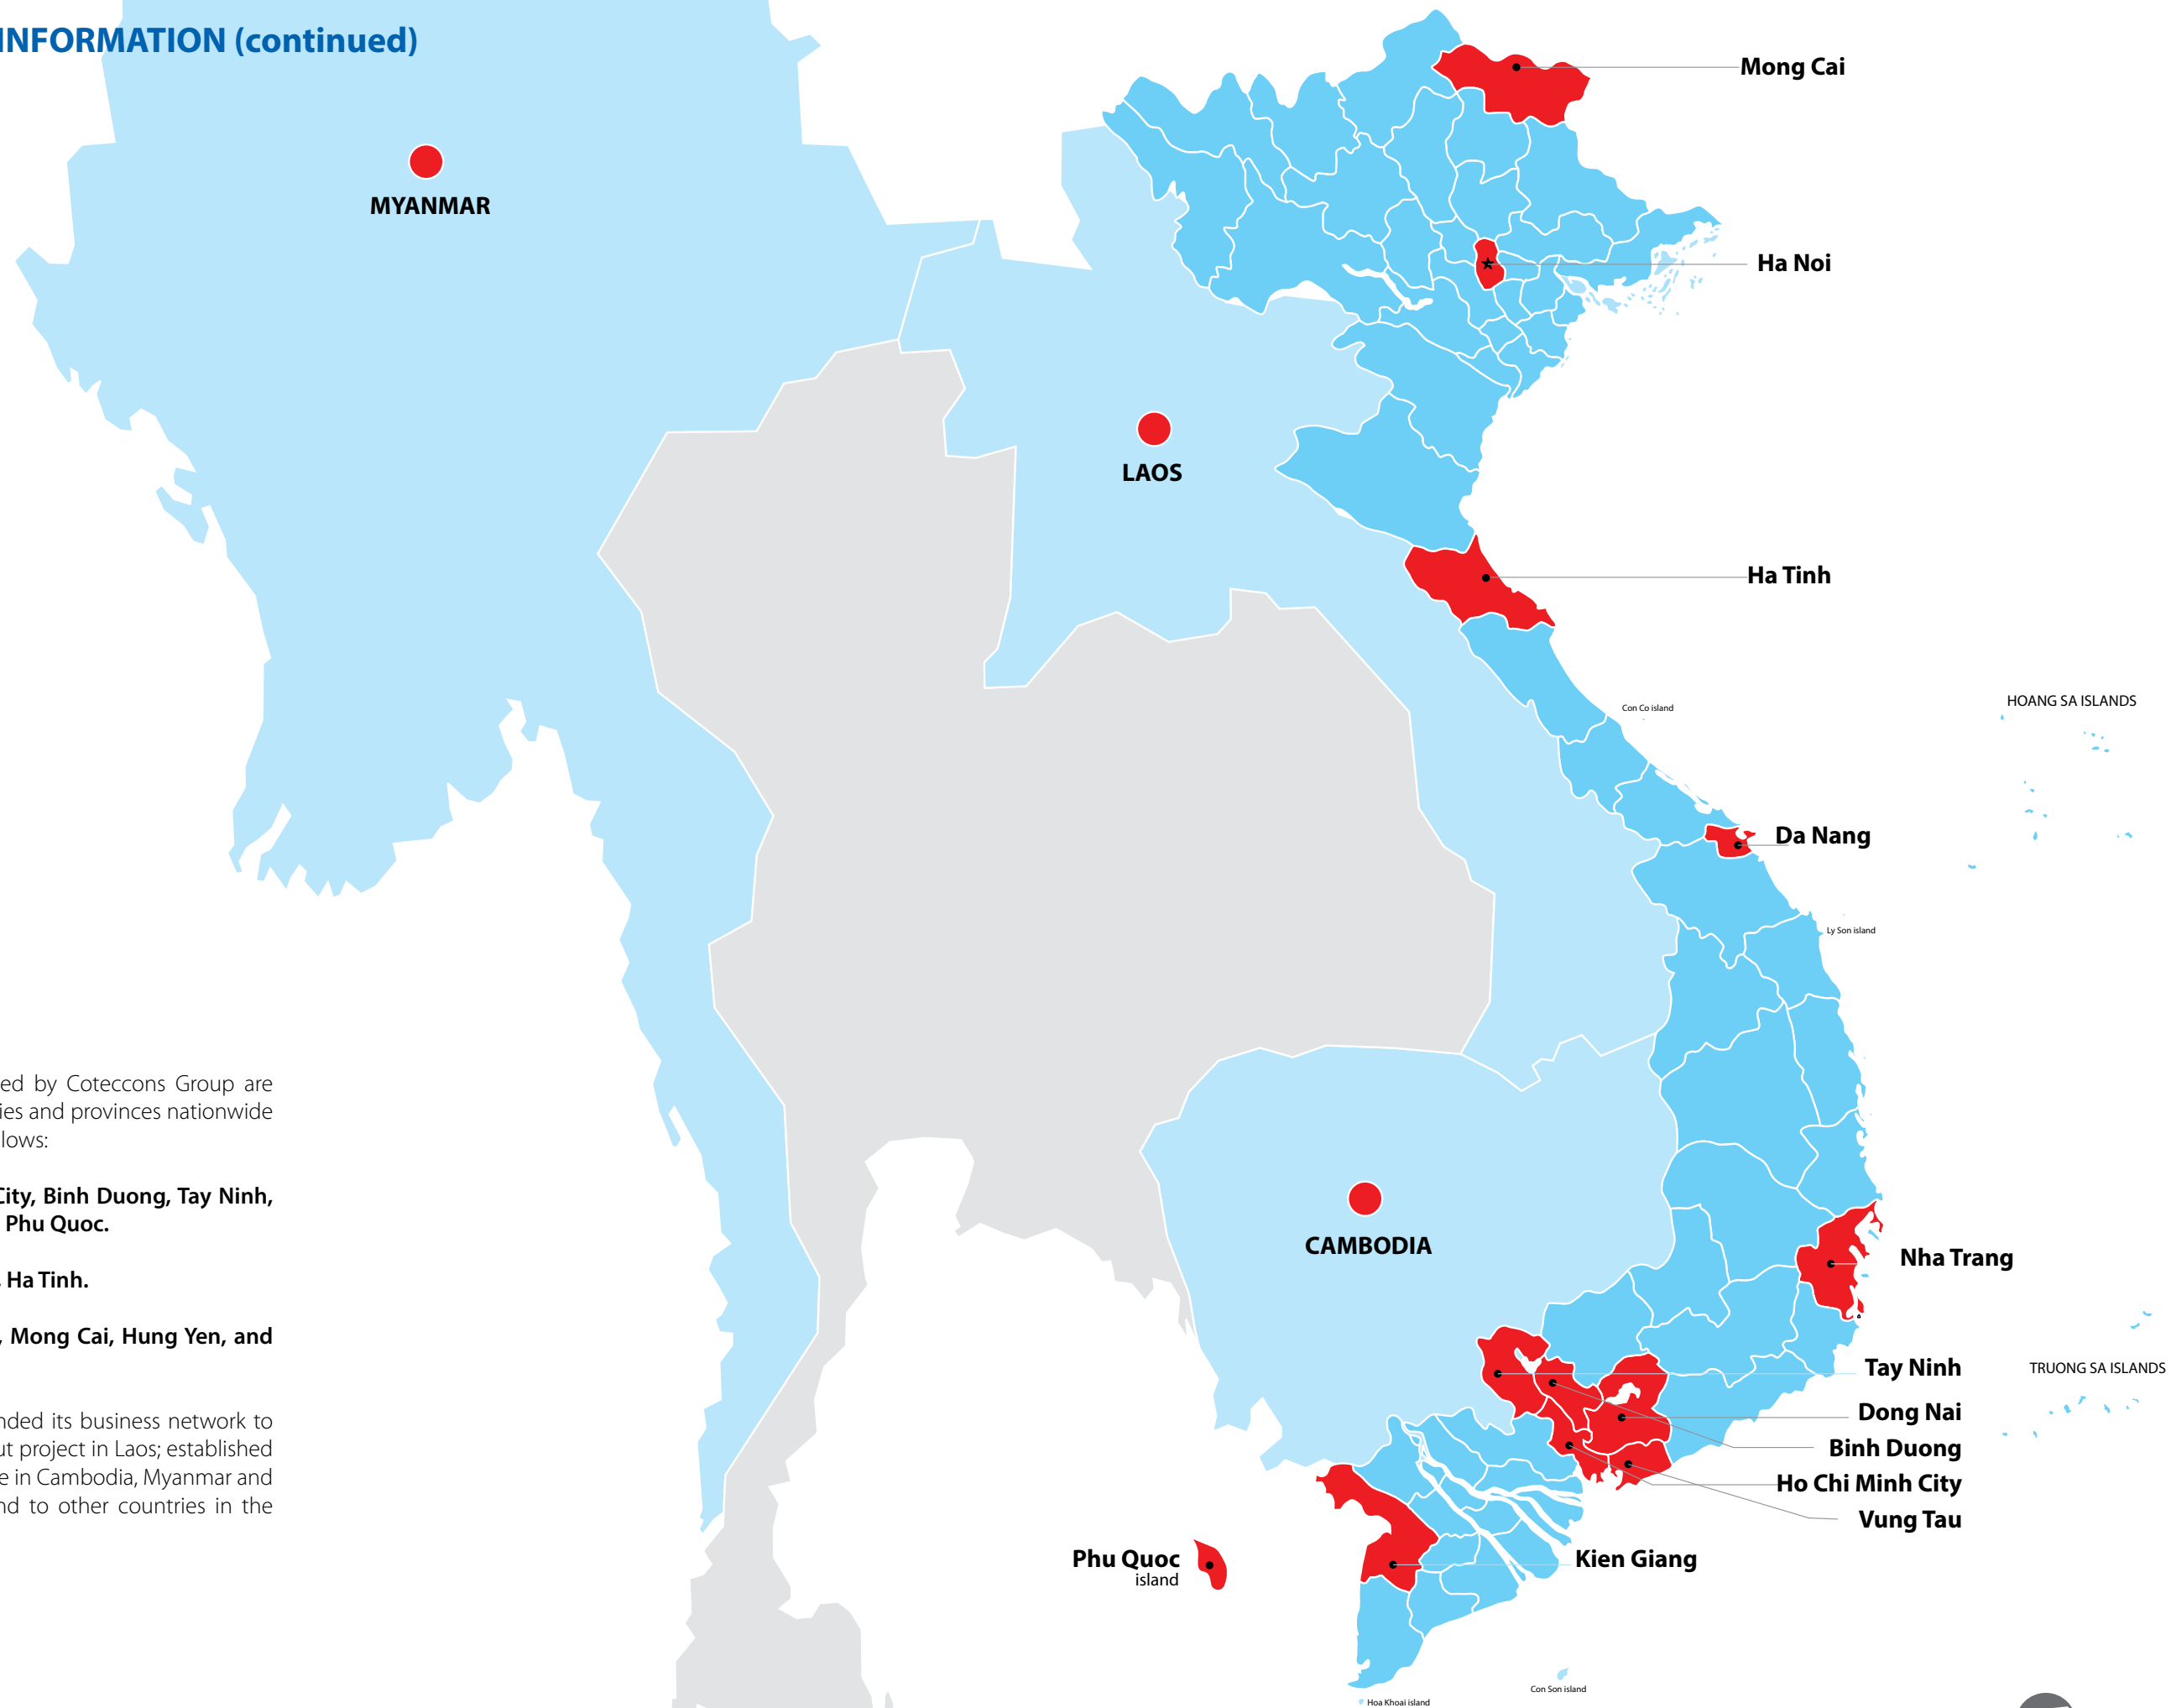 INFORMATION (continued)
Mong Cai
MYANMAR
Ha Noi
LAOS
Ha Tinh
HOANG SA ISLANDS
Con Co island
Da Nang
Ly Son island
ed by Coteccons Group are
ies and provinces nationwide
lows:
City, Binh Duong, Tay Ninh,
Phu Quoc.
, Ha Tinh.
, Mong Cai, Hung Yen, and
nded its business network to
ut project in Laos; established
e in Cambodia, Myanmar and
nd to other countries in the
CAMBODIA
Nha Trang
Tay Ninh
TRUONG SA ISLANDS
Dong Nai
Binh Duong
Ho Chi Minh City
Vung Tau
Phu Quoc
island
Kien Giang
Con Son island
Hoa Khoai island